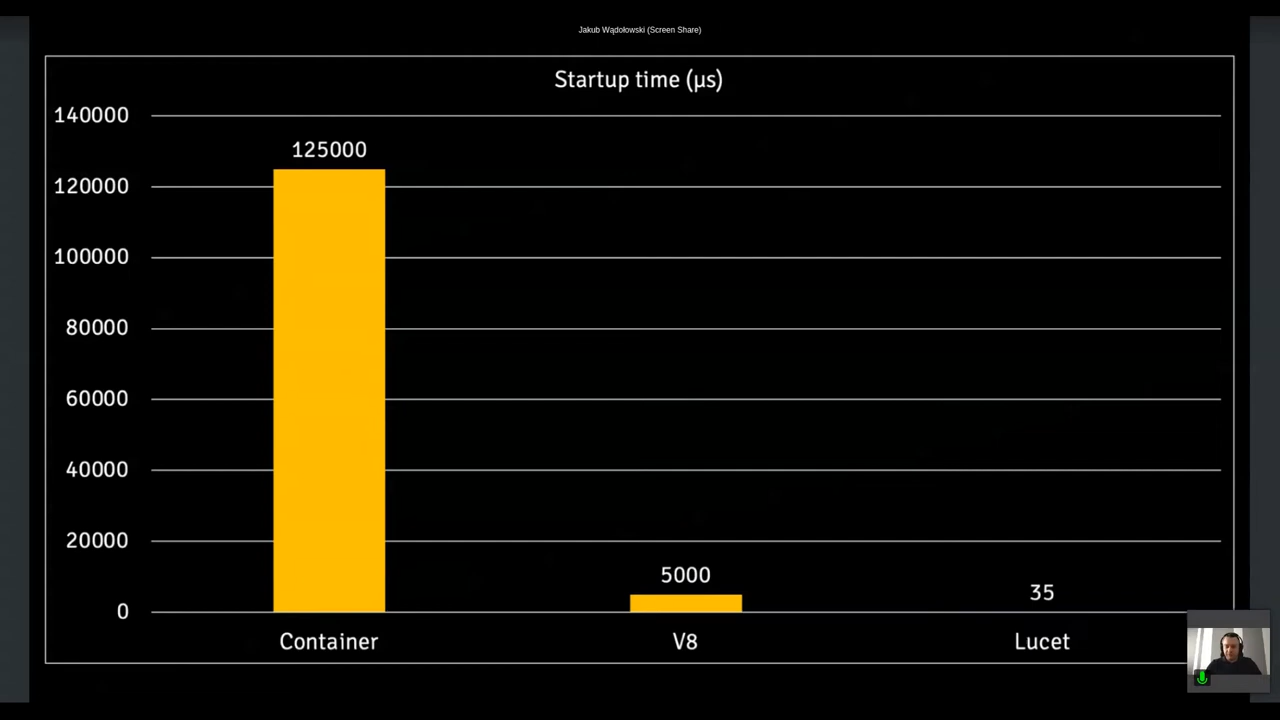 Jakub Wądołowski (Screen Share)
Startup time (µs)
140000
120000
100000
80000
60000
40000
20000
0
125000
5000
35
Container
V8
Lucet